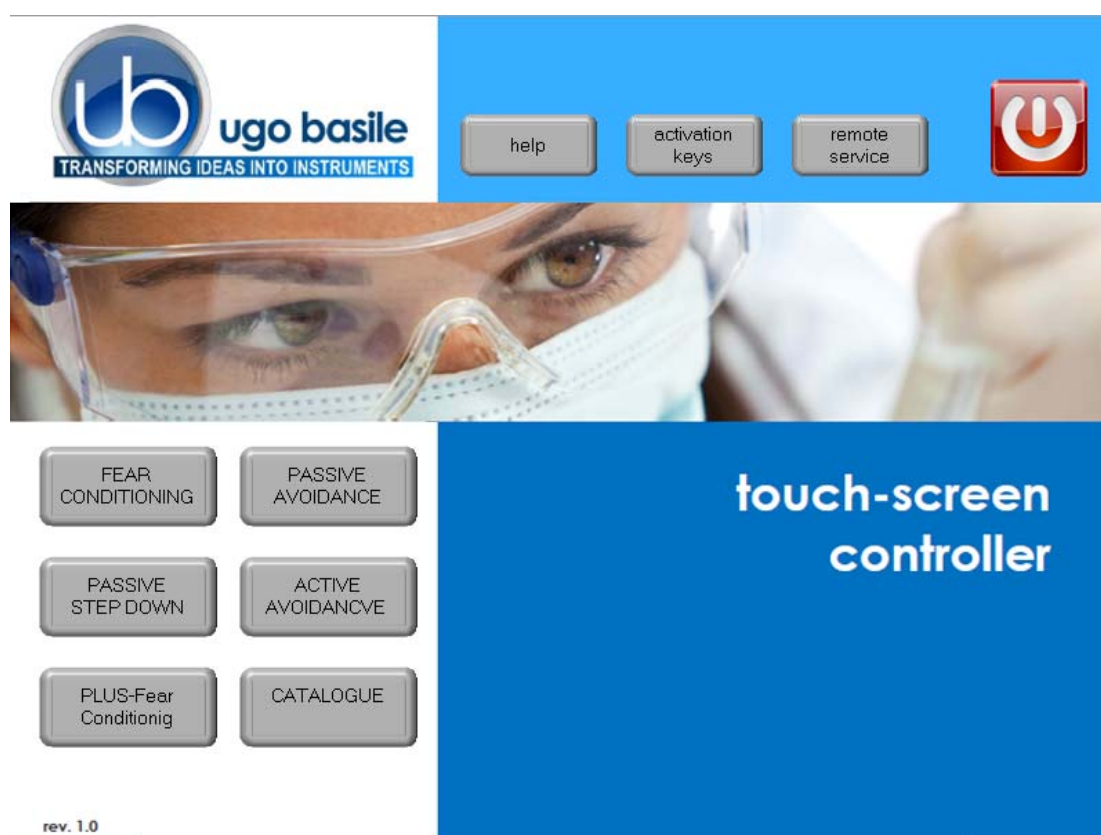 ub
ugo basile
TRANSFORMING IDEAS INTO INSTRUMENTS
help
activation
keys
remote
service
FEAR
CONDITIONING
PASSIVE
AVOIDANCE
touch-screen
controller
PASSIVE
STEP DOWN
ACTIVE
AVOIDANCVE
PLUS-Fear
Conditionig
CATALOGUE
rev. 1.0